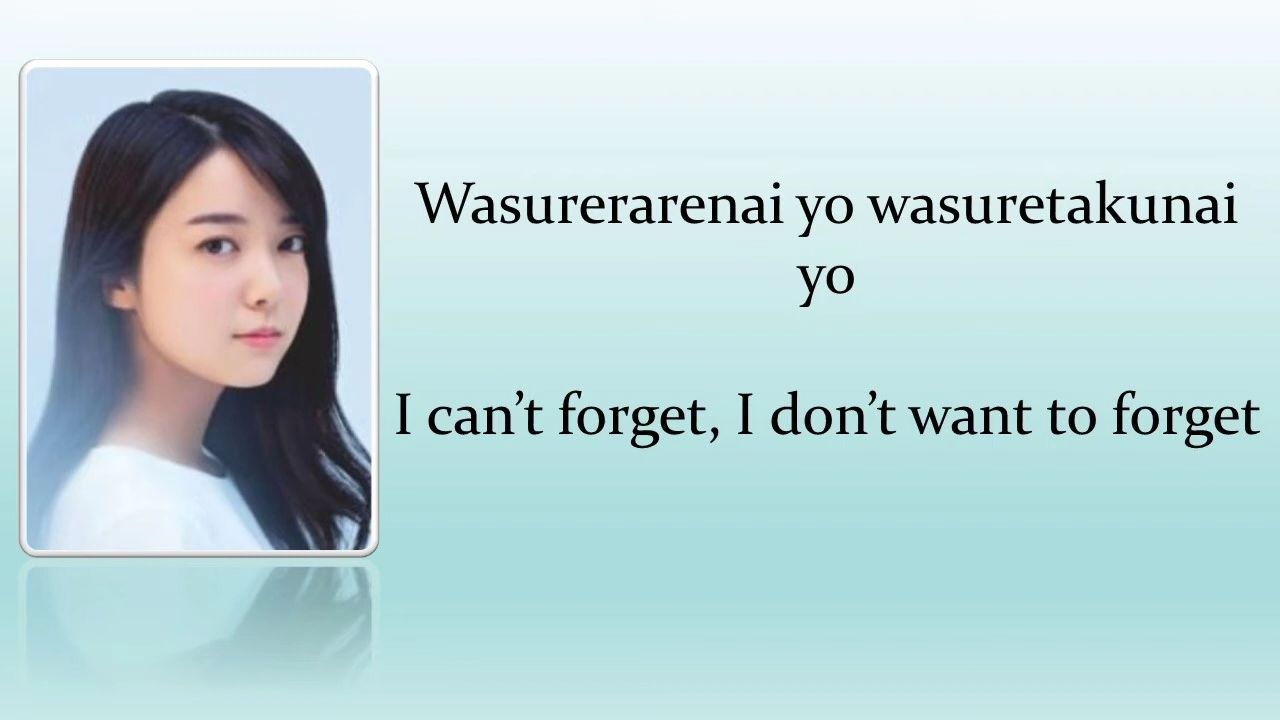 Wasurerarenai yo wasuretakunai
yo
I can’t forget, I don’t want to forget